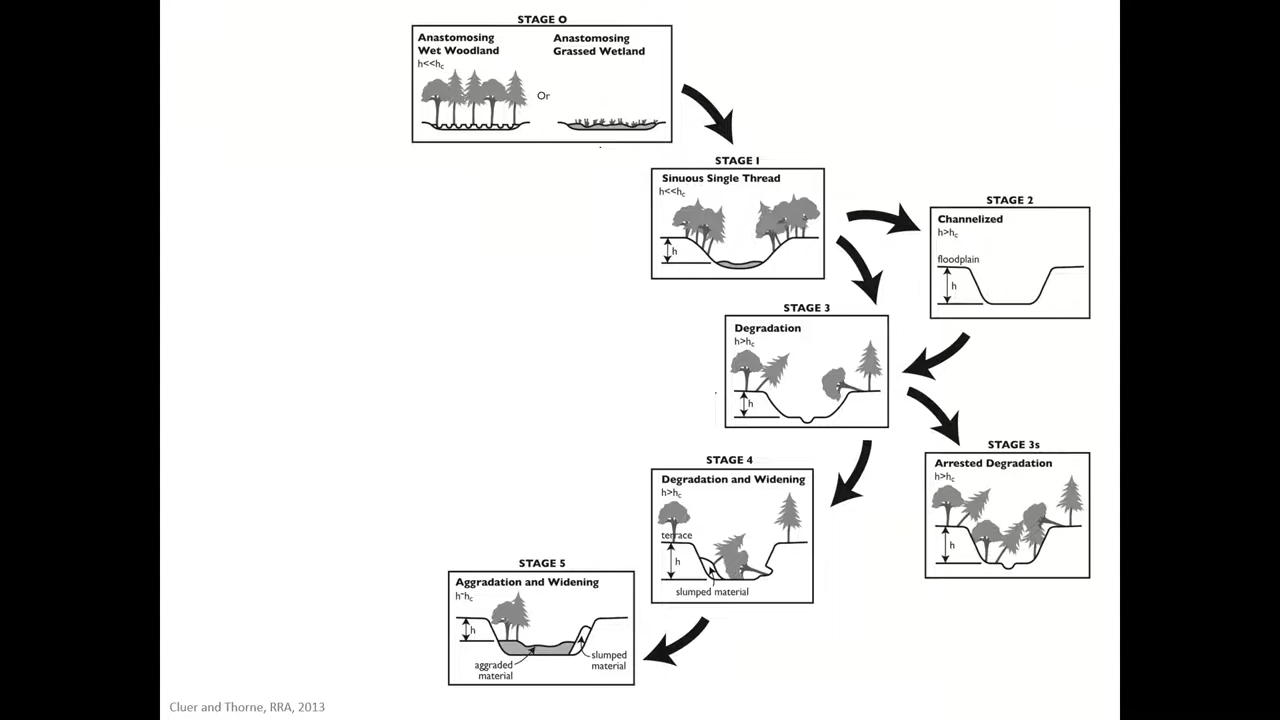 STAGE O
Anastomosing
Wet Woodland
h<<hc
Or
Anastomosing
Grassed Wetland
STAGE I
Sinuous Single Thread
h<<hc
h
STAGE 2
Channelized
h>hc
floodplain
h
STAGE 3
Degradation
h>hc
h
STAGE 3s
Arrested Degradation
h>hc
h
STAGE 4
Degradation and Widening
h>hc
terrace
h
slumped material
STAGE 5
Aggradation and Widening
h~hc
h
aggraded
material
slumped
material
Cluer and Thorne, RRA, 2013